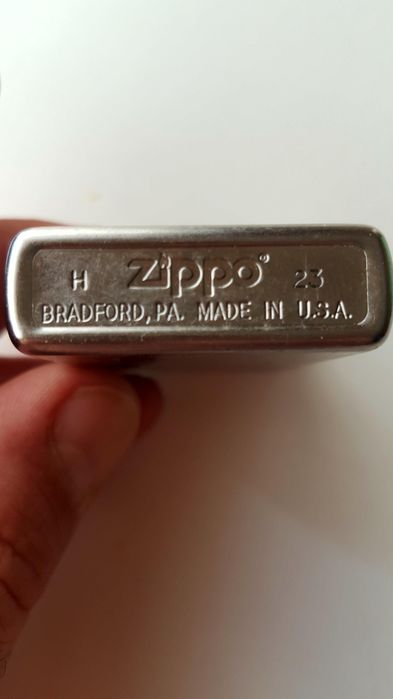 H Zippo® 23
BRADFORD, PA. MADE IN U.S.A.